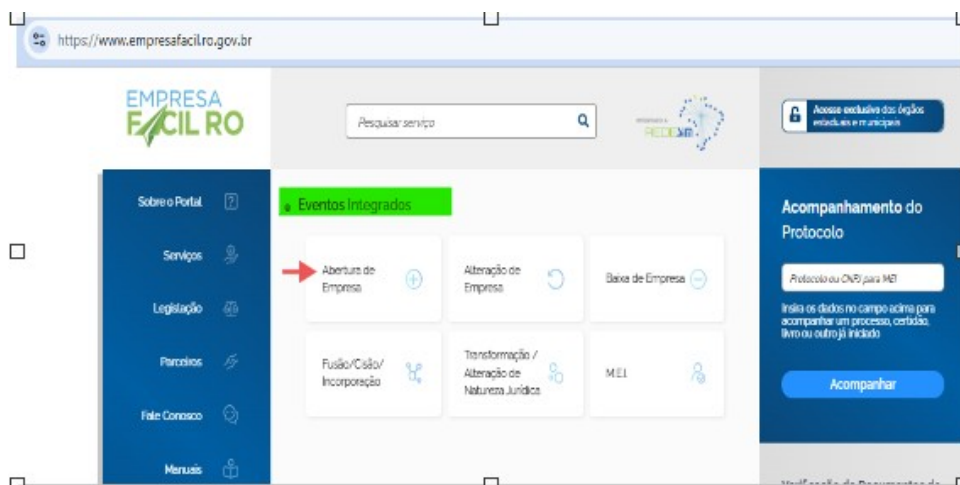 https://www.empresafacil.ro.gov.br
EMPRESA
FÁCIL RO
Pesquisar serviço
REDESIM
Acesso exclusivo dos órgãos
estaduais e municipais
Sobre o Portal
Serviços
Legislação
Parceiros
Fale Conosco
Manuais
Eventos Integrados
Abertura de
Empresa
Alteração de
Empresa
Baixa de Empresa
Fusão/Cisão/
Incorporação
Transformação /
Alteração de
Natureza Jurídica
M.E.I.
Acompanhamento do
Protocolo
Protocolo ou CNPJ para MEI
Insira os dados no campo acima para
acompanhar um processo, certidão,
livro ou outro já iniciado
Acompanhar